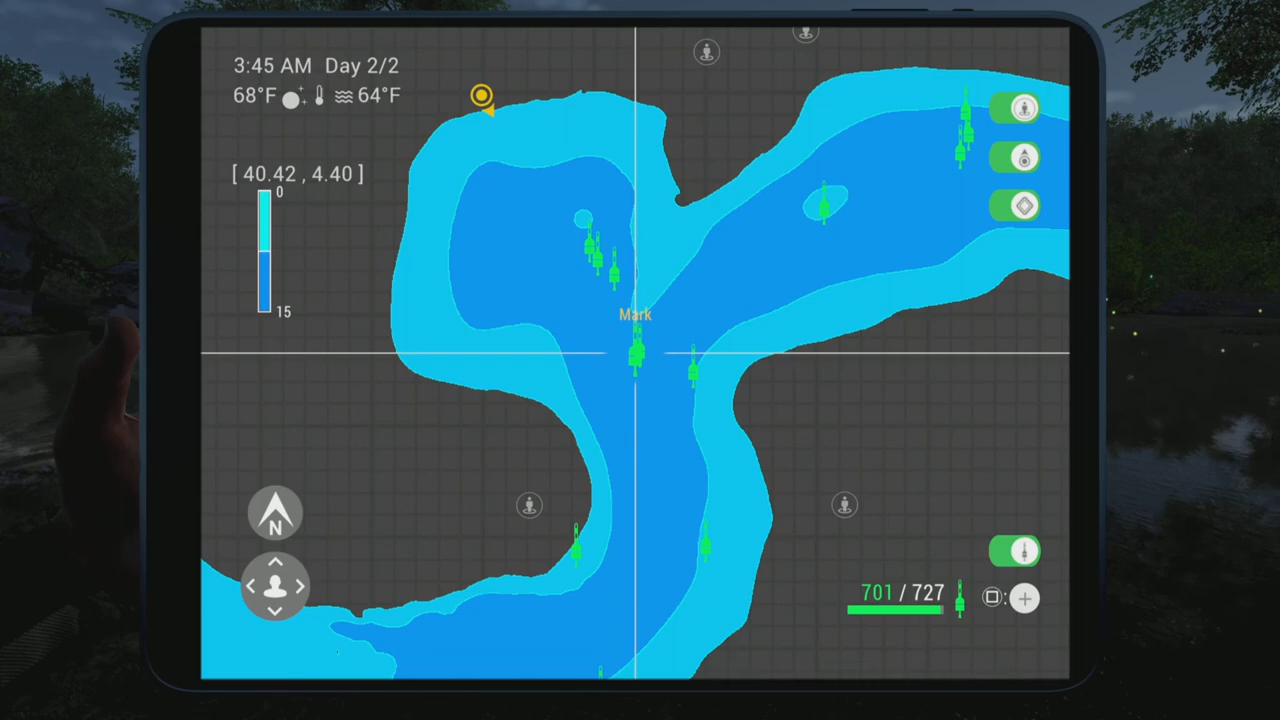 3:45 AM Day 2/2
68°F 64°F
[ 40.42 , 4.40 ]
0
15
Mark
N
701 / 727